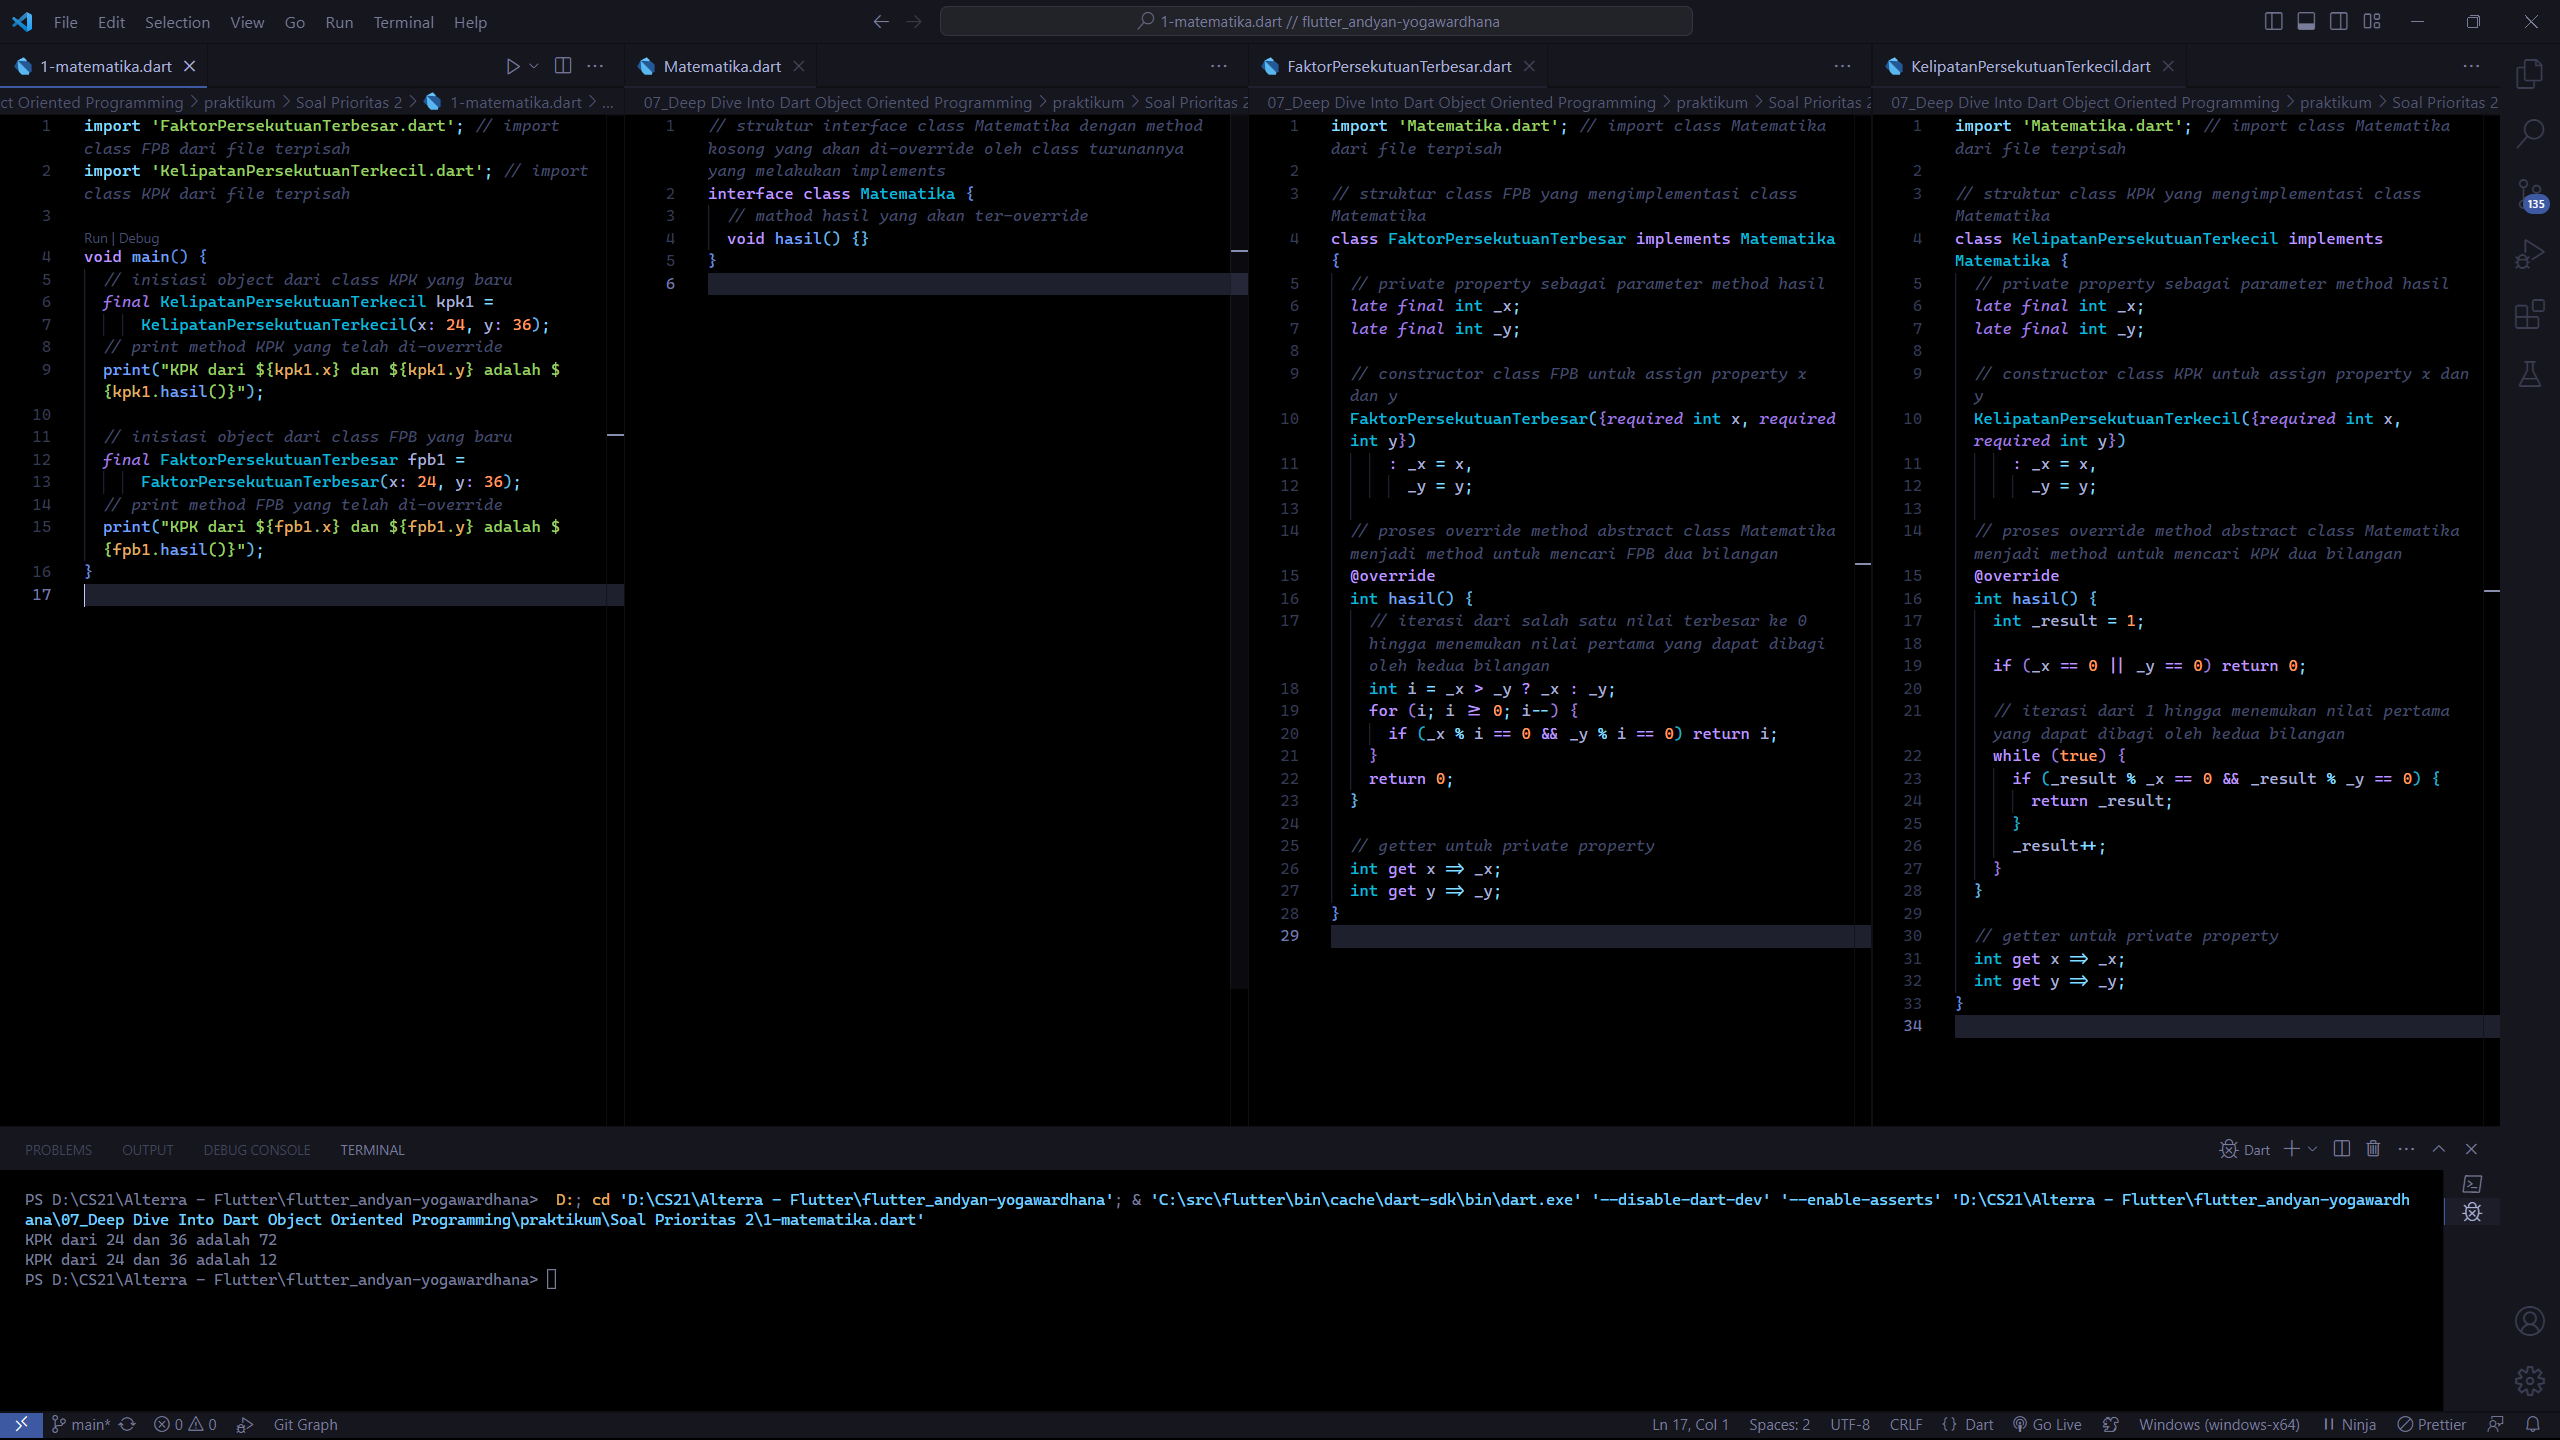 File Edit Selection View Go Run Terminal Help
1-matematika.dart // flutter_andyan-yogawardhana
1-matematika.dart
ct Oriented Programming > praktikum > Soal Prioritas 2 > 1-matematika.dart > ...
1 import 'FaktorPersekutuanTerbesar.dart'; // import
class FPB dari file terpisah
2 import 'KelipatanPersekutuanTerkecil.dart'; // import
class KPK dari file terpisah
3
Run | Debug
4 void main() {
5 // inisiasi object dari class KPK yang baru
6 final KelipatanPersekutuanTerkecil kpk1 =
7 KelipatanPersekutuanTerkecil(x: 24, y: 36);
8 // print method KPK yang telah di-override
9 print("KPK dari ${kpk1.x} dan ${kpk1.y} adalah $
{kpk1.hasil()}");
10
11 // inisiasi object dari class FPB yang baru
12 final FaktorPersekutuanTerbesar fpb1 =
13 FaktorPersekutuanTerbesar(x: 24, y: 36);
14 // print method FPB yang telah di-override
15 print("KPK dari ${fpb1.x} dan ${fpb1.y} adalah $
{fpb1.hasil()}");
16 }
17
Matematika.dart
07_Deep Dive Into Dart Object Oriented Programming > praktikum > Soal Prioritas 2
1 // struktur interface class Matematika dengan method
kosong yang akan di-override oleh class turunannya
yang melakukan implements
2 interface class Matematika {
3 // mathod hasil yang akan ter-override
4 void hasil() {}
5 }
6
FaktorPersekutuanTerbesar.dart
07_Deep Dive Into Dart Object Oriented Programming > praktikum > Soal Prioritas 2
1 import 'Matematika.dart'; // import class Matematika
dari file terpisah
2
3 // struktur class FPB yang mengimplementasi class
Matematika
4 class FaktorPersekutuanTerbesar implements Matematika
{
5 // private property sebagai parameter method hasil
6 late final int _x;
7 late final int _y;
8
9 // constructor class FPB untuk assign property x
dan y
10 FaktorPersekutuanTerbesar({required int x, required
int y})
11 : _x = x,
12 _y = y;
13
14 // proses override method abstract class Matematika
menjadi method untuk mencari FPB dua bilangan
15 @override
16 int hasil() {
17 // iterasi dari salah satu nilai terbesar ke 0
hingga menemukan nilai pertama yang dapat dibagi
oleh kedua bilangan
18 int i = _x > _y ? _x : _y;
19 for (i; i >= 0; i--) {
20 if (_x % i == 0 && _y % i == 0) return i;
21 }
22 return 0;
23 }
24
25 // getter untuk private property
26 int get x => _x;
27 int get y => _y;
28 }
29
KelipatanPersekutuanTerkecil.dart
07_Deep Dive Into Dart Object Oriented Programming > praktikum > Soal Prioritas 2
1 import 'Matematika.dart'; // import class Matematika
dari file terpisah
2
3 // struktur class KPK yang mengimplementasi class
Matematika
4 class KelipatanPersekutuanTerkecil implements
Matematika {
5 // private property sebagai parameter method hasil
6 late final int _x;
7 late final int _y;
8
9 // constructor class KPK untuk assign property x dan
y
10 KelipatanPersekutuanTerkecil({required int x,
required int y})
11 : _x = x,
12 _y = y;
13
14 // proses override method abstract class Matematika
menjadi method untuk mencari KPK dua bilangan
15 @override
16 int hasil() {
17 int _result = 1;
18
19 if (_x == 0 || _y == 0) return 0;
20
21 // iterasi dari 1 hingga menemukan nilai pertama
yang dapat dibagi oleh kedua bilangan
22 while (true) {
23 if (_result % _x == 0 && _result % _y == 0) {
24 return _result;
25 }
26 _result++;
27 }
28 }
29
30 // getter untuk private property
31 int get x => _x;
32 int get y => _y;
33 }
34
135
PROBLEMS OUTPUT DEBUG CONSOLE TERMINAL
Dart
PS D:\CS21\Alterra - Flutter\flutter_andyan-yogawardhana>  D:; cd 'D:\CS21\Alterra - Flutter\flutter_andyan-yogawardhana'; & 'C:\src\flutter\bin\cache\dart-sdk\bin\dart.exe' '--disable-dart-dev' '--enable-asserts' 'D:\CS21\Alterra - Flutter\flutter_andyan-yogawardh
ana\07_Deep Dive Into Dart Object Oriented Programming\praktikum\Soal Prioritas 2\1-matematika.dart'
KPK dari 24 dan 36 adalah 72
KPK dari 24 dan 36 adalah 12
PS D:\CS21\Alterra - Flutter\flutter_andyan-yogawardhana>
main* 0 0 Git Graph
Ln 17, Col 1 Spaces: 2 UTF-8 CRLF {} Dart Go Live Windows (windows-x64) Ninja Prettier